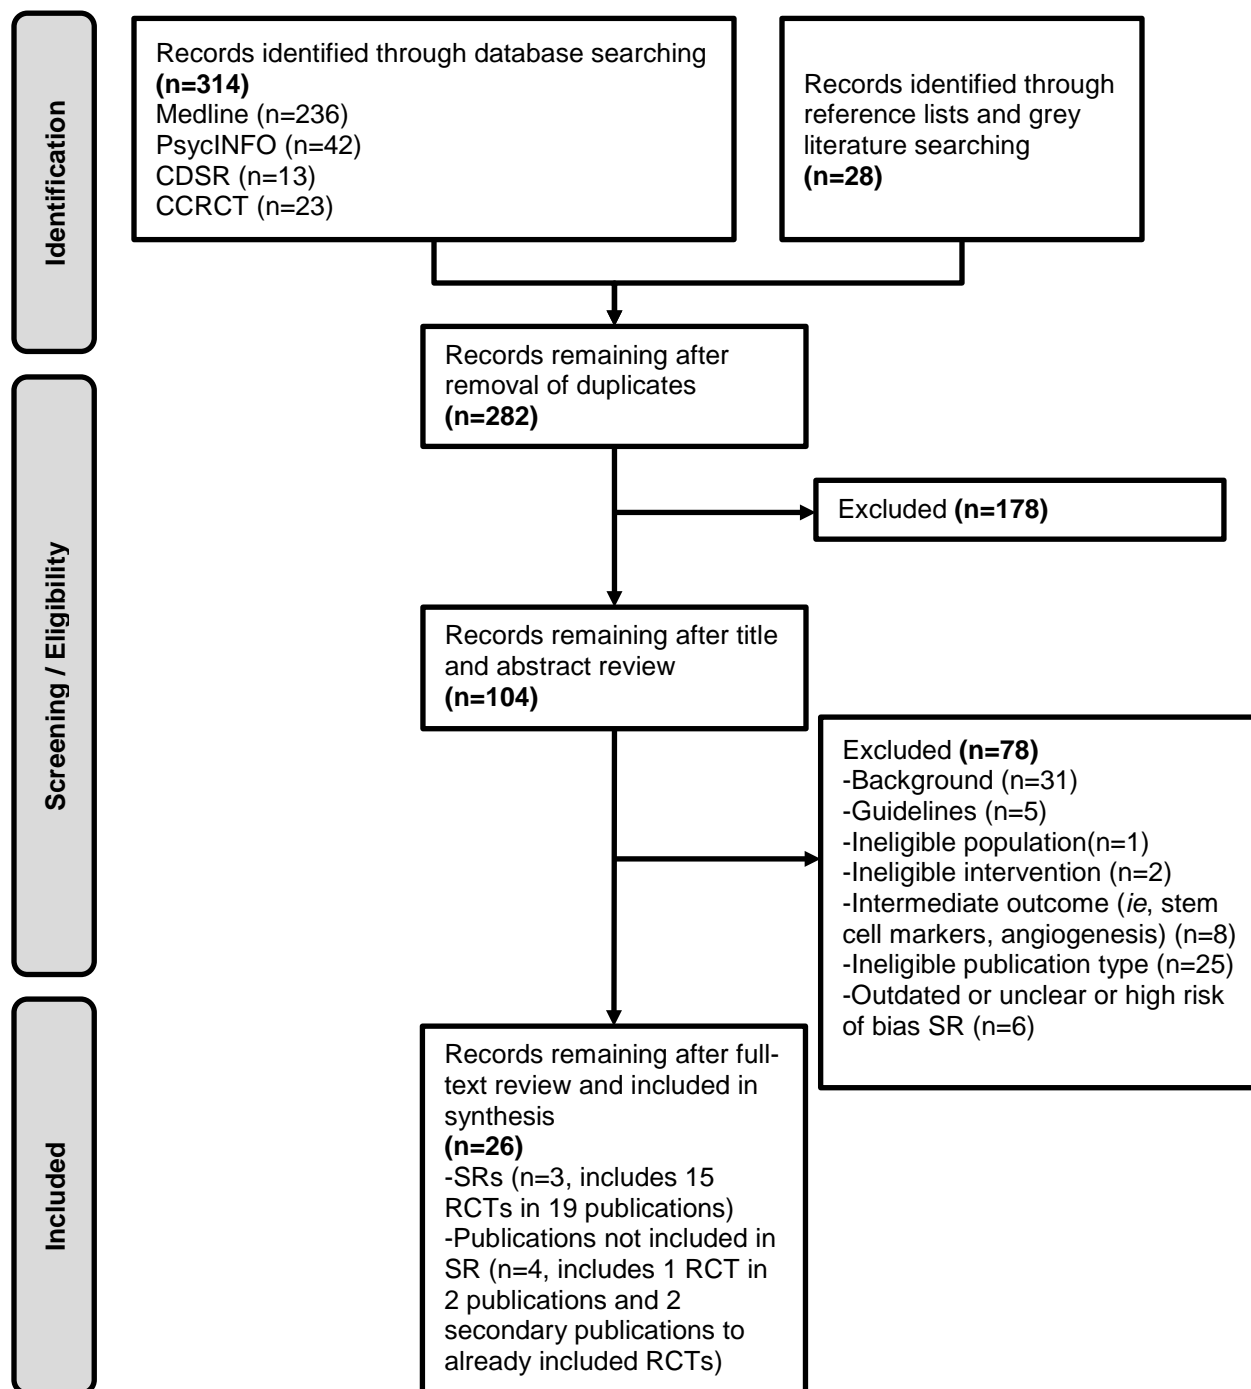 Identification
Records identified through database searching
(n=314)
Medline (n=236)
PsycINFO (n=42)
CDSR (n=13)
CCRCT (n=23)
Records identified through
reference lists and grey
literature searching
(n=28)
Records remaining after
removal of duplicates
(n=282)
Screening / Eligibility
Excluded (n=178)
Records remaining after title
and abstract review
(n=104)
Excluded (n=78)
-Background (n=31)
-Guidelines (n=5)
-Ineligible population(n=1)
-Ineligible intervention (n=2)
-Intermediate outcome (ie, stem
cell markers, angiogenesis) (n=8)
-Ineligible publication type (n=25)
-Outdated or unclear or high risk
of bias SR (n=6)
Included
Records remaining after full-
text review and included in
synthesis
(n=26)
-SRs (n=3, includes 15
RCTs in 19 publications)
-Publications not included in
SR (n=4, includes 1 RCT in
2 publications and 2
secondary publications to
already included RCTs)